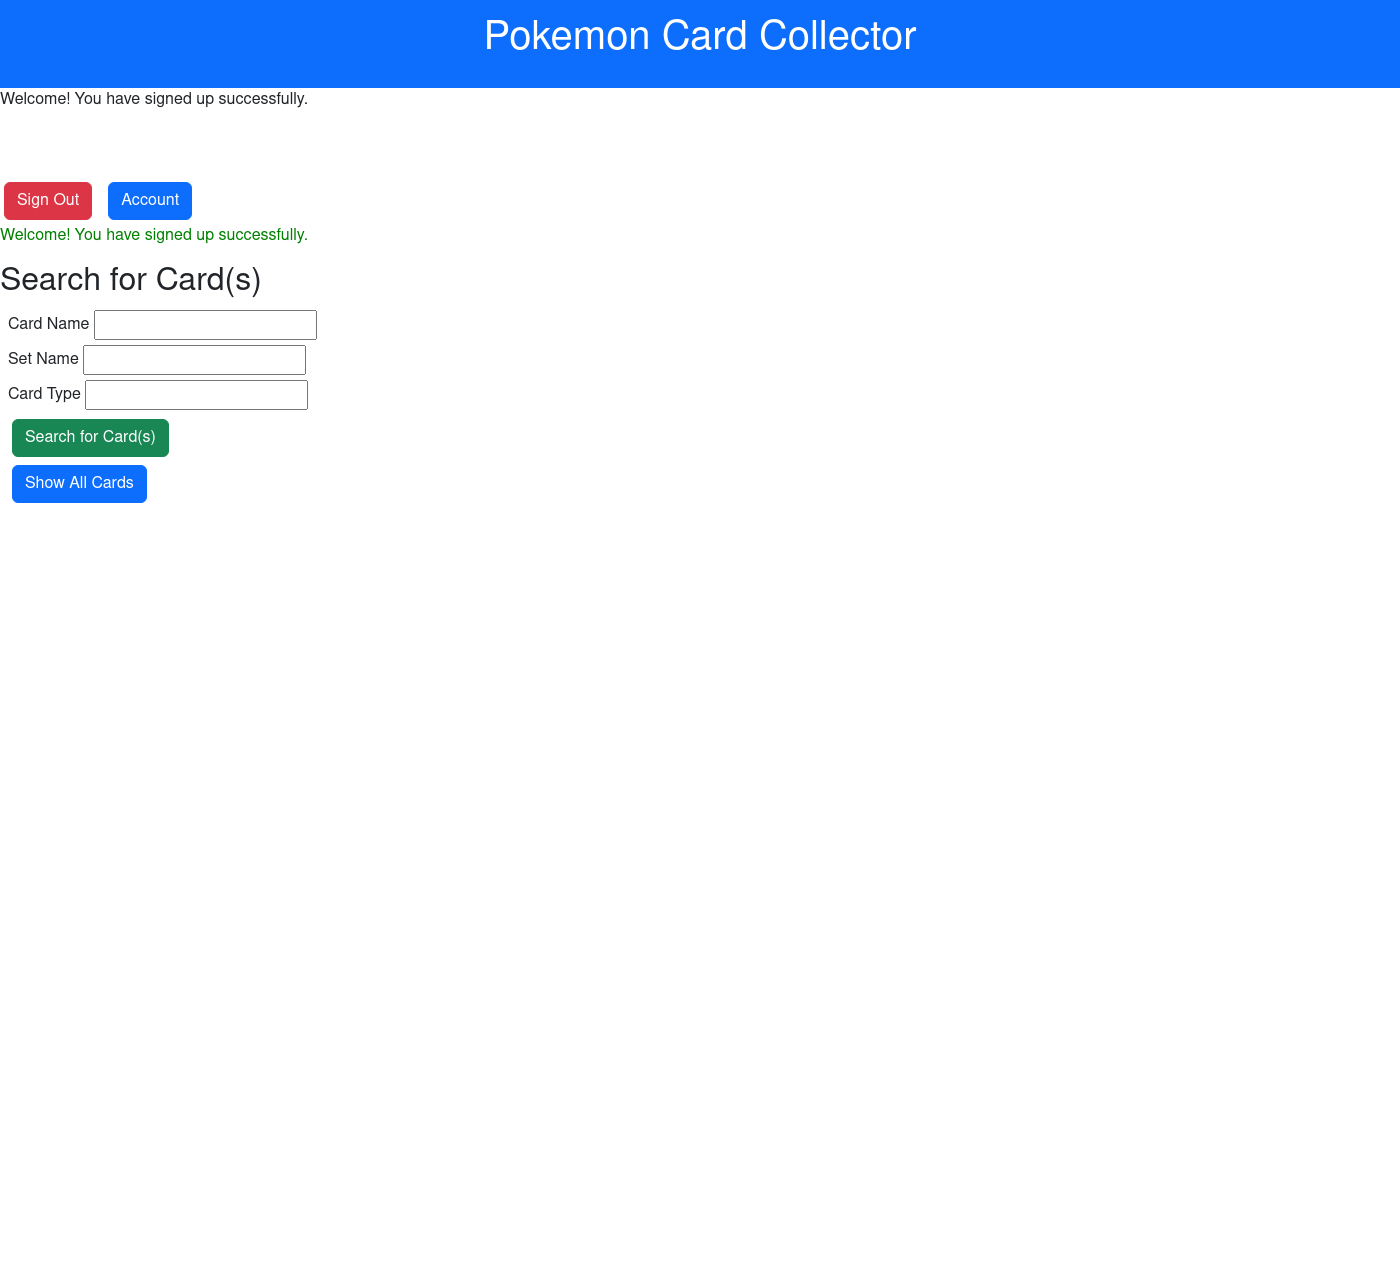 Pokemon Card Collector
Welcome! You have signed up successfully.
Sign Out Account
Welcome! You have signed up successfully.
Search for Card(s)
Card Name
Set Name
Card Type
Search for Card(s)
Show All Cards